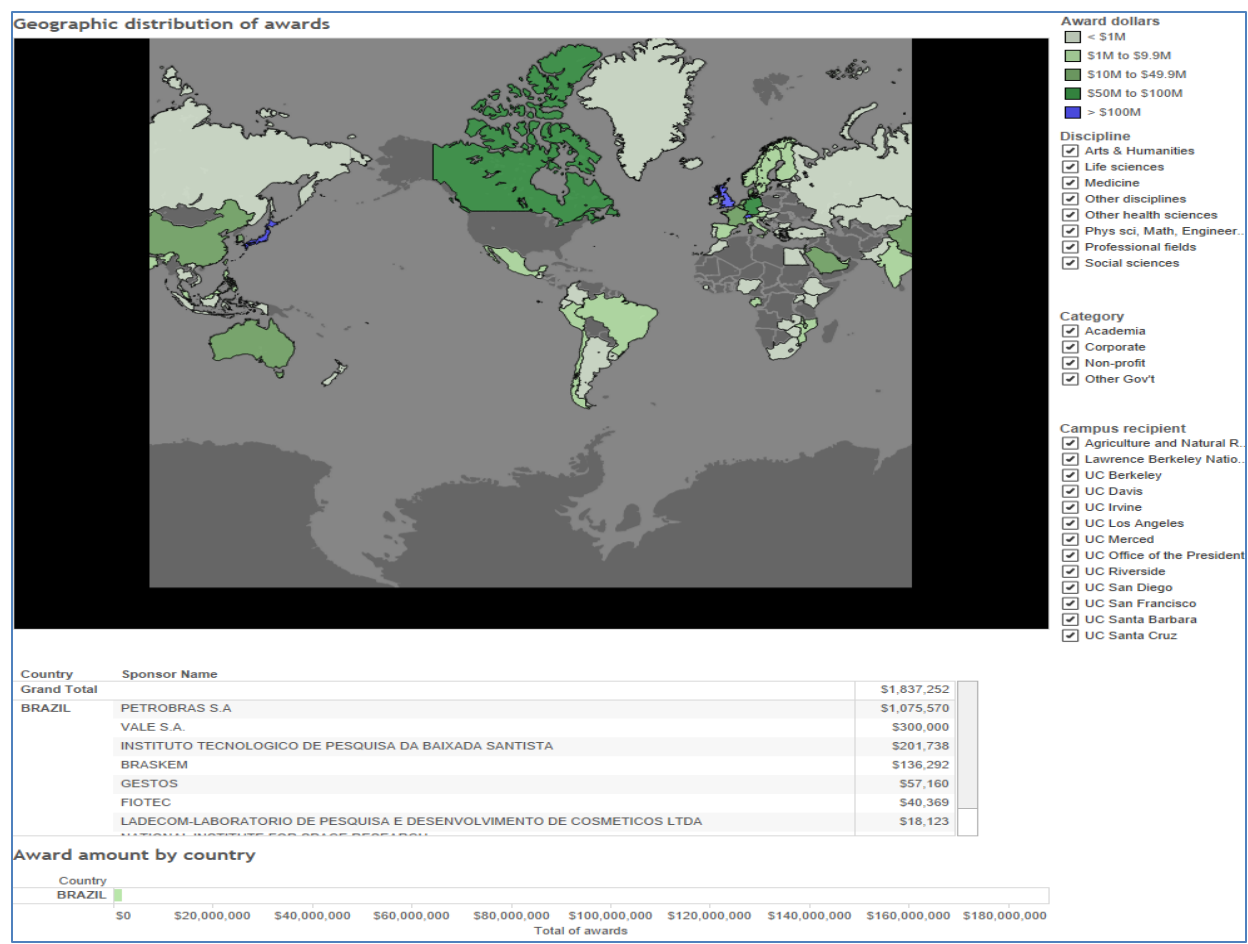 Geographic distribution of awards
Award dollars
< $1M
$1M to $9.9M
$10M to $49.9M
$50M to $100M
> $100M
Discipline
Arts & Humanities
Life sciences
Medicine
Other disciplines
Other health sciences
Phys sci, Math, Engineer..
Professional fields
Social sciences
Category
Academia
Corporate
Non-profit
Other Gov't
Campus recipient
Agriculture and Natural R..
Lawrence Berkeley Natio..
UC Berkeley
UC Davis
UC Irvine
UC Los Angeles
UC Merced
UC Office of the President
UC Riverside
UC San Diego
UC San Francisco
UC Santa Barbara
UC Santa Cruz
Country Sponsor Name
Grand Total $1,837,252
BRAZIL PETROBRAS S.A $1,075,570
VALE S.A. $300,000
INSTITUTO TECNOLOGICO DE PESQUISA DA BAIXADA SANTISTA $201,738
BRASKEM $136,292
GESTOS $57,160
FIOTEC $40,369
LADECOM-LABORATORIO DE PESQUISA E DESENVOLVIMENTO DE COSMETICOS LTDA $18,123
NATIONAL INSTITUTE FOR SPACE RESEARCH
Award amount by country
Country
BRAZIL
$0 $20,000,000 $40,000,000 $60,000,000 $80,000,000 $100,000,000 $120,000,000 $140,000,000 $160,000,000 $180,000,000
Total of awards